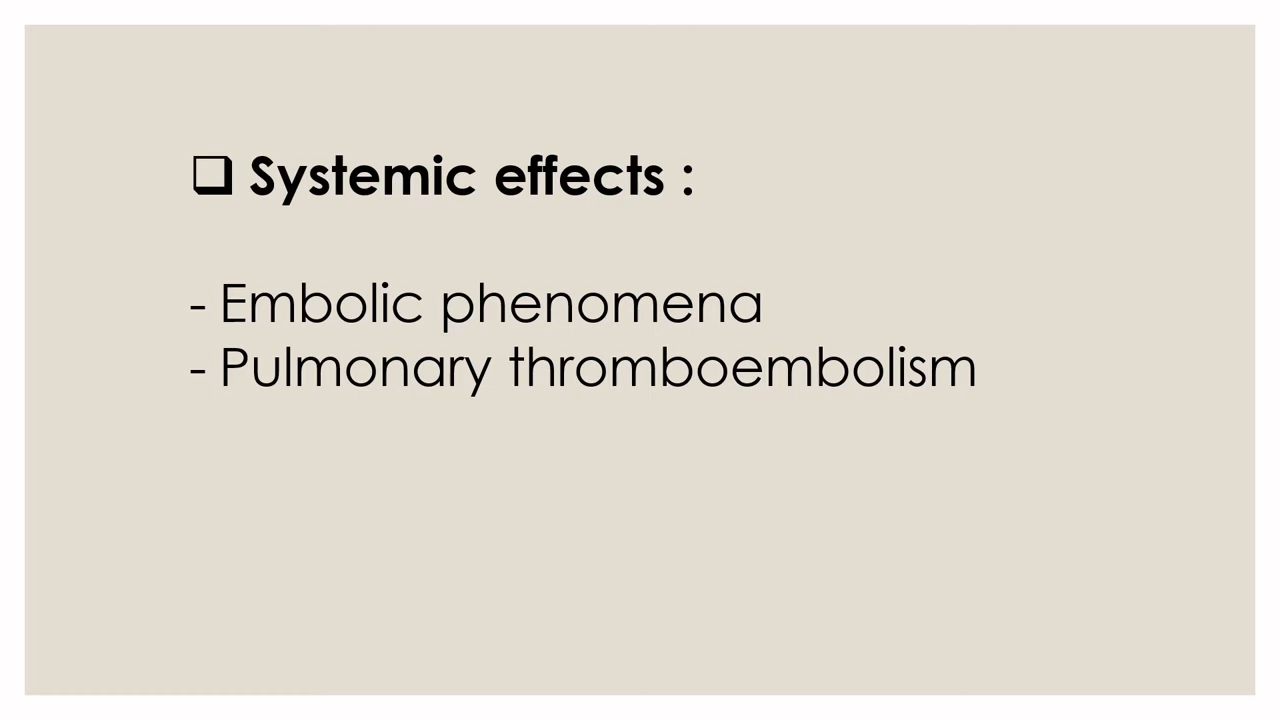 ❑ Systemic effects :
- Embolic phenomena
- Pulmonary thromboembolism